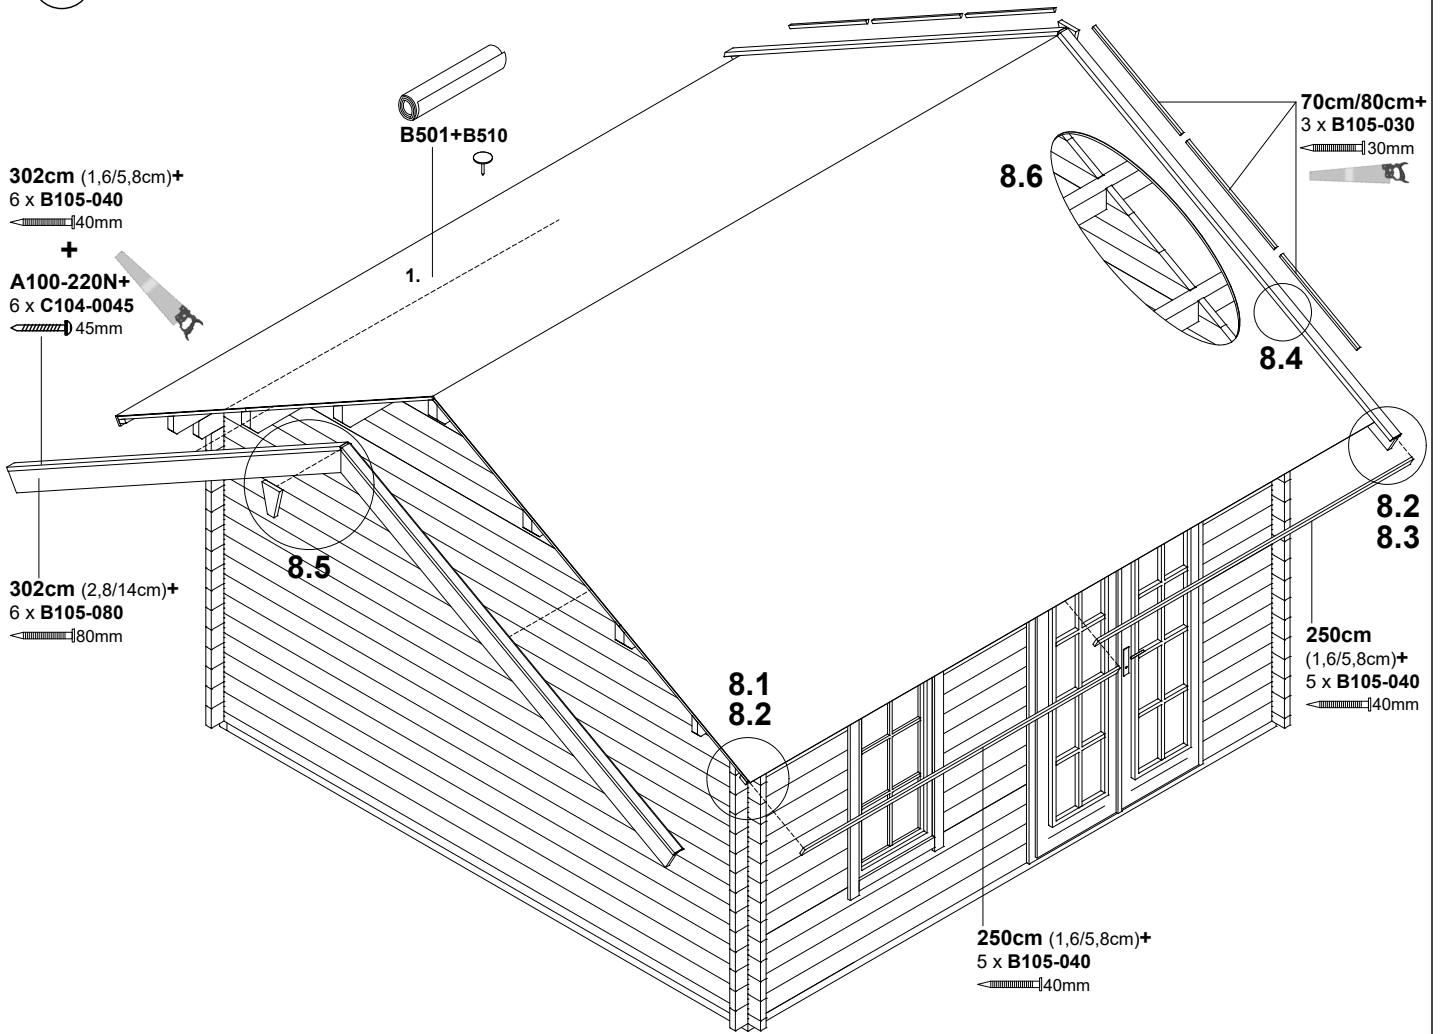 B501+B510
302cm (1,6/5,8cm)+
6 x B105-040
40mm
+
A100-220N+
6 x C104-0045
45mm
1.
70cm/80cm+
3 x B105-030
30mm
8.6
8.4
8.5
302cm (2,8/14cm)+
6 x B105-080
80mm
8.2
8.3
8.1
8.2
250cm
(1,6/5,8cm)+
5 x B105-040
40mm
250cm (1,6/5,8cm)+
5 x B105-040
40mm